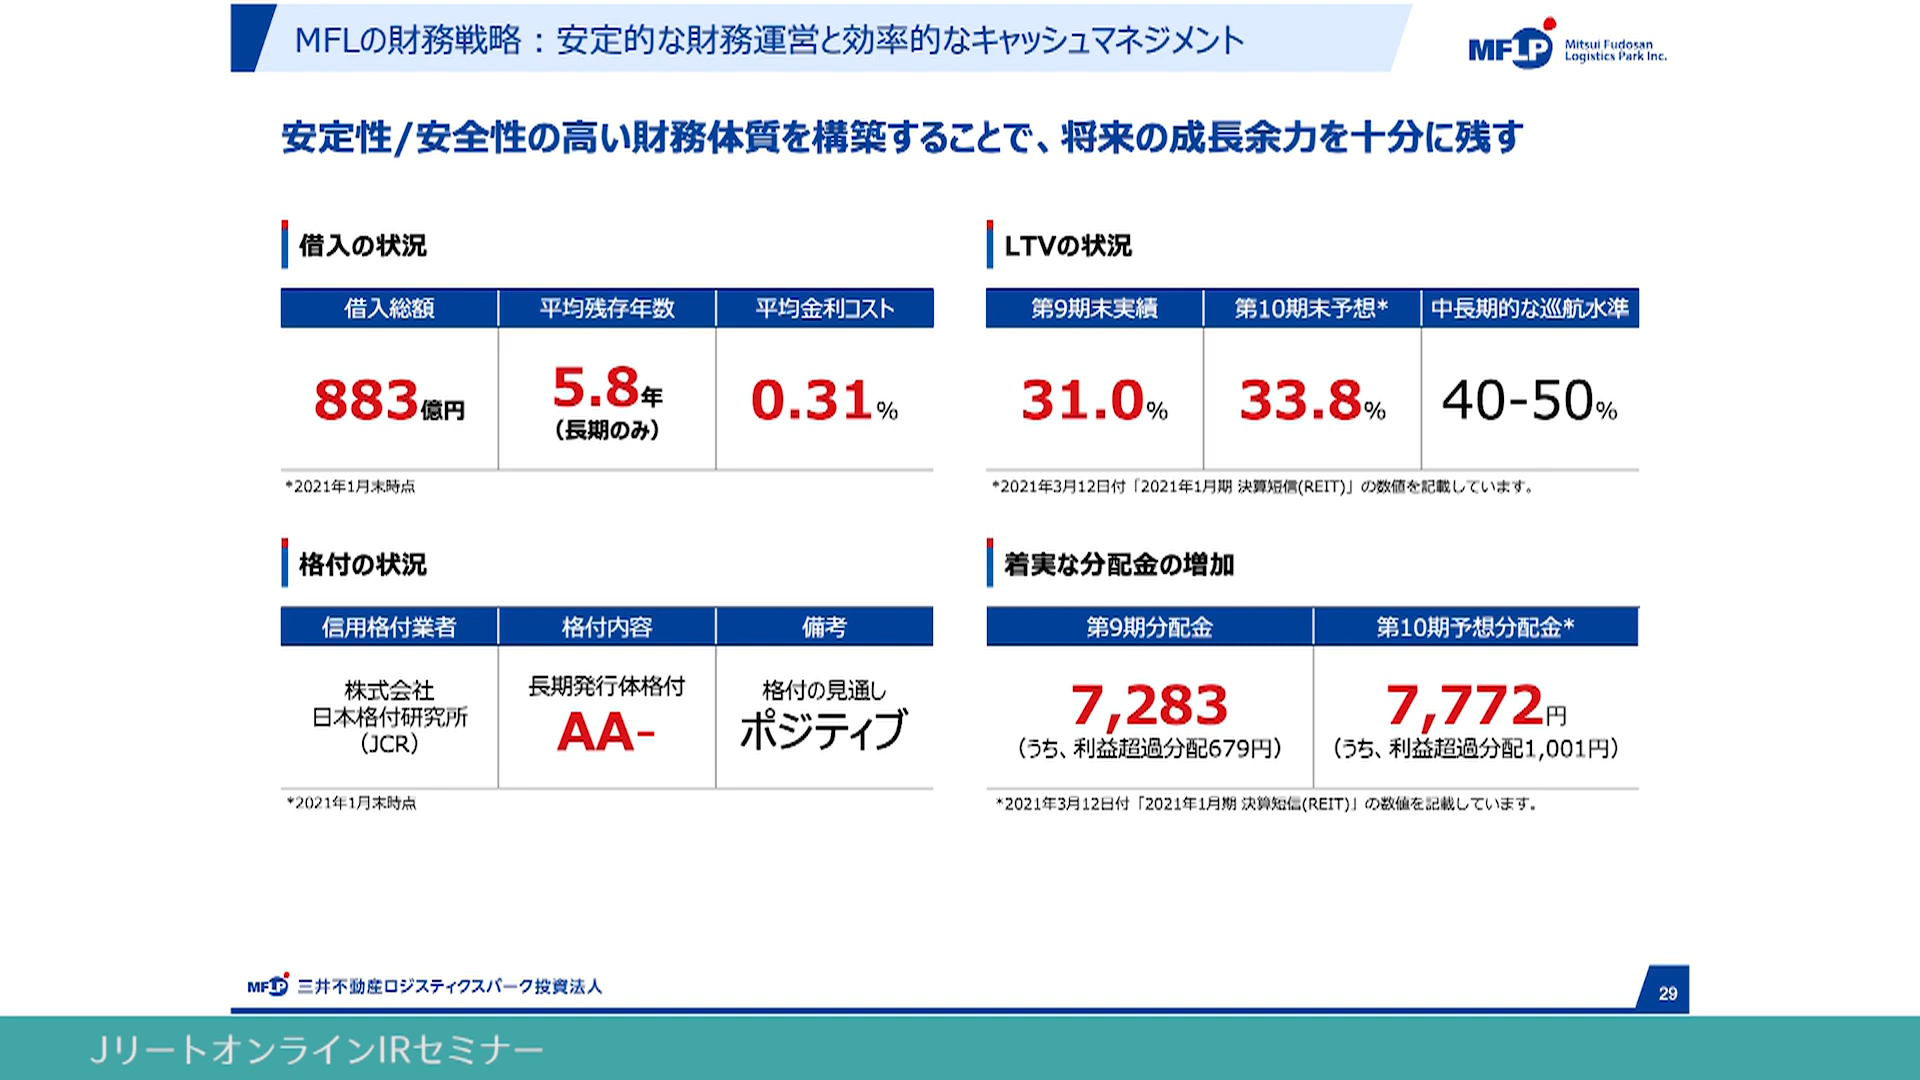 MFLの財務戦略：安定的な財務運営と効率的なキャッシュマネジメント
MFLP Mitsui Fudosan
Logistics Park Inc.
安定性/安全性の高い財務体質を構築することで、将来の成長余力を十分に残す
借入の状況
借入総額 平均残存年数 平均金利コスト
883億円 5.8年 0.31%
（長期のみ）
*2021年1月末時点
LTVの状況
第9期末実績 第10期末予想* 中長期的な巡航水準
31.0% 33.8% 40-50%
*2021年3月12日付「2021年1月期 決算短信(REIT)」の数値を記載しています。
格付の状況
信用格付業者 格付内容 備考
株式会社
日本格付研究所
（JCR）
長期発行体格付
AA-
格付の見通し
ポジティブ
*2021年1月末時点
着実な分配金の増加
第9期分配金 第10期予想分配金*
7,283 7,772円
（うち、利益超過分配679円） （うち、利益超過分配1,001円）
*2021年3月12日付「2021年1月期 決算短信(REIT)」の数値を記載しています。
MFLP 三井不動産ロジスティクスパーク投資法人
29
JリートオンラインIRセミナー